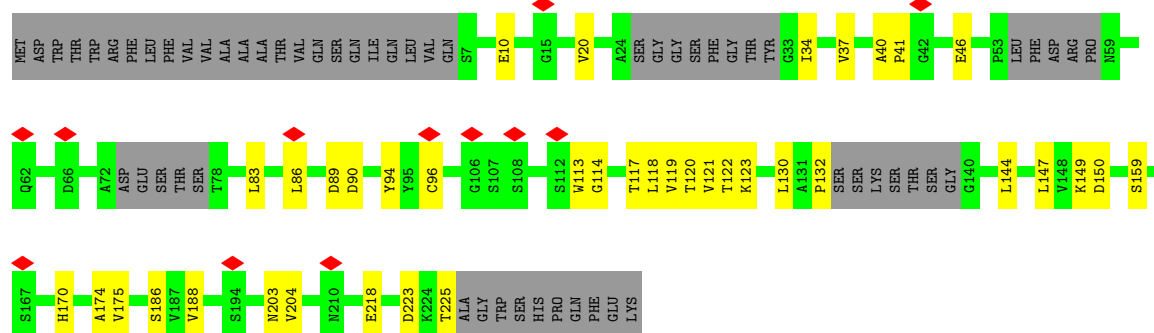 MET ASP TRP THR TRP ARG PHE LEU PHE VAL VAL ALA ALA ALA THR VAL GLN SER GLN ILE GLN LEU VAL GLN S7 E10 G15 V20 A24 SER GLY GLY SER PHE GLY THR TYR G33 I34 V37 A40 P41 G42 E46 P53 LEU PHE ASP ARG PRO N59
Q62 D66 A72 ASP GLU SER THR SER T78 L83 L86 D89 D90 Y94 Y95 C96 G106 S107 S108 S112 W113 G114 T117 L118 V119 T120 V121 T122 K123 L130 A131 P132 SER SER LYS SER THR SER GLY G140 L144 L147 V148 K149 D150 S159
S167 H170 A174 V175 S186 V187 V188 S194 N203 V204 N210 E218 D223 K224 T225 ALA GLY TRP SER HIS PRO GLN PHE GLU LYS